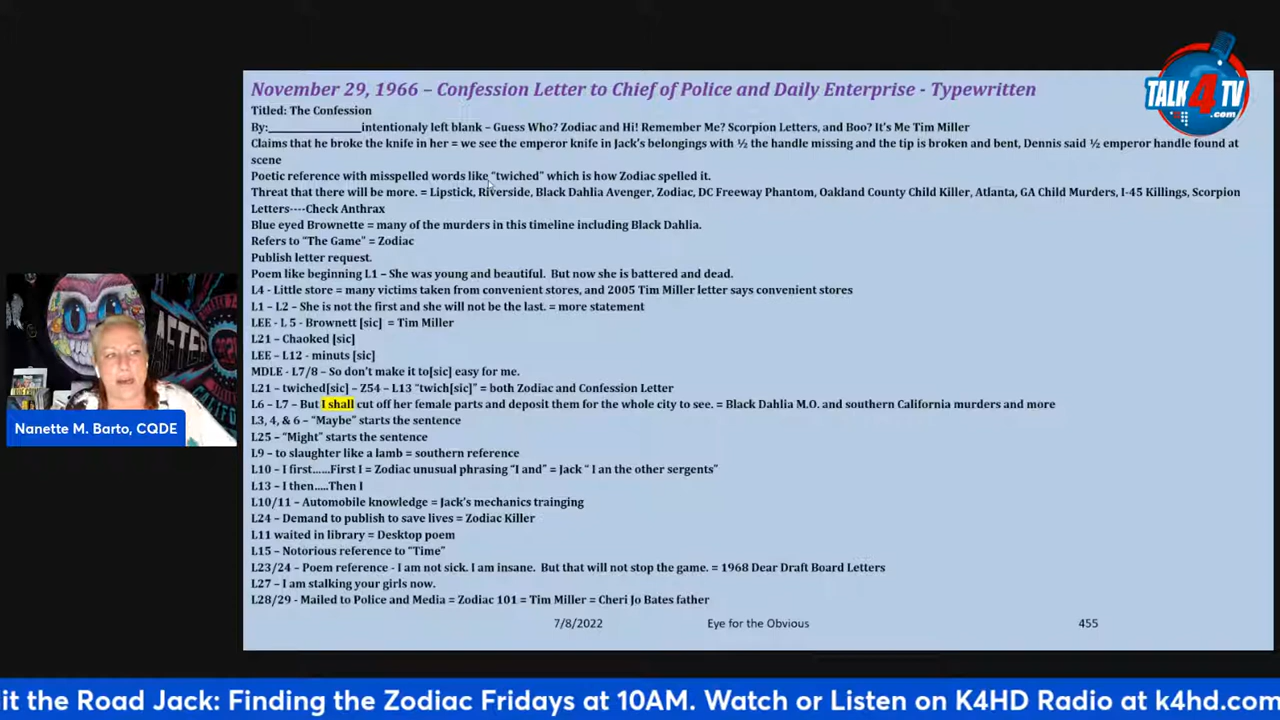 November 29, 1966 – Confession Letter to Chief of Police and Daily Enterprise - Typewritten
Titled: The Confession
By:____________________intentionaly left blank – Guess Who? Zodiac and Hi! Remember Me? Scorpion Letters, and Boo? It's Me Tim Miller
Claims that he broke the knife in her = we see the emperor knife in Jack's belongings with ½ the handle missing and the tip is broken and bent, Dennis said ½ emperor handle found at
scene
Poetic reference with misspelled words like "twiched" which is how Zodiac spelled it.
Threat that there will be more. = Lipstick, Riverside, Black Dahlia Avenger, Zodiac, DC Freeway Phantom, Oakland County Child Killer, Atlanta, GA Child Murders, I-45 Killings, Scorpion
Letters----Check Anthrax
Blue eyed Brownette = many of the murders in this timeline including Black Dahlia.
Refers to "The Game" = Zodiac
Publish letter request.
Poem like beginning L1 – She was young and beautiful. But now she is battered and dead.
L4 - Little store = many victims taken from convenient stores, and 2005 Tim Miller letter says convenient stores
L1 – L2 – She is not the first and she will not be the last. = more statement
LEE - L 5 - Brownett [sic] = Tim Miller
L21 – Chaoked [sic]
LEE – L12 - minuts [sic]
MDLE - L7/8 – So don't make it to[sic] easy for me.
L21 – twiched[sic] – Z54 – L13 "twich[sic]" = both Zodiac and Confession Letter
L6 – L7 – But I shall cut off her female parts and deposit them for the whole city to see. = Black Dahlia M.O. and southern California murders and more
L3, 4, & 6 – "Maybe" starts the sentence
L25 – "Might" starts the sentence
L9 – to slaughter like a lamb = southern reference
L10 – I first......First I = Zodiac unusual phrasing "I and" = Jack " I an the other sergents"
L13 – I then.....Then I
L10/11 – Automobile knowledge = Jack's mechanics trainging
L24 – Demand to publish to save lives = Zodiac Killer
L11 waited in library = Desktop poem
L15 – Notorious reference to "Time"
L23/24 – Poem reference - I am not sick. I am insane. But that will not stop the game. = 1968 Dear Draft Board Letters
L27 – I am stalking your girls now.
L28/29 - Mailed to Police and Media = Zodiac 101 = Tim Miller = Cheri Jo Bates father
7/8/2022 Eye for the Obvious 455
TALK 4 TV
.com
AFTER
Nanette M. Barto, CQDE
it the Road Jack: Finding the Zodiac Fridays at 10AM. Watch or Listen on K4HD Radio at k4hd.com